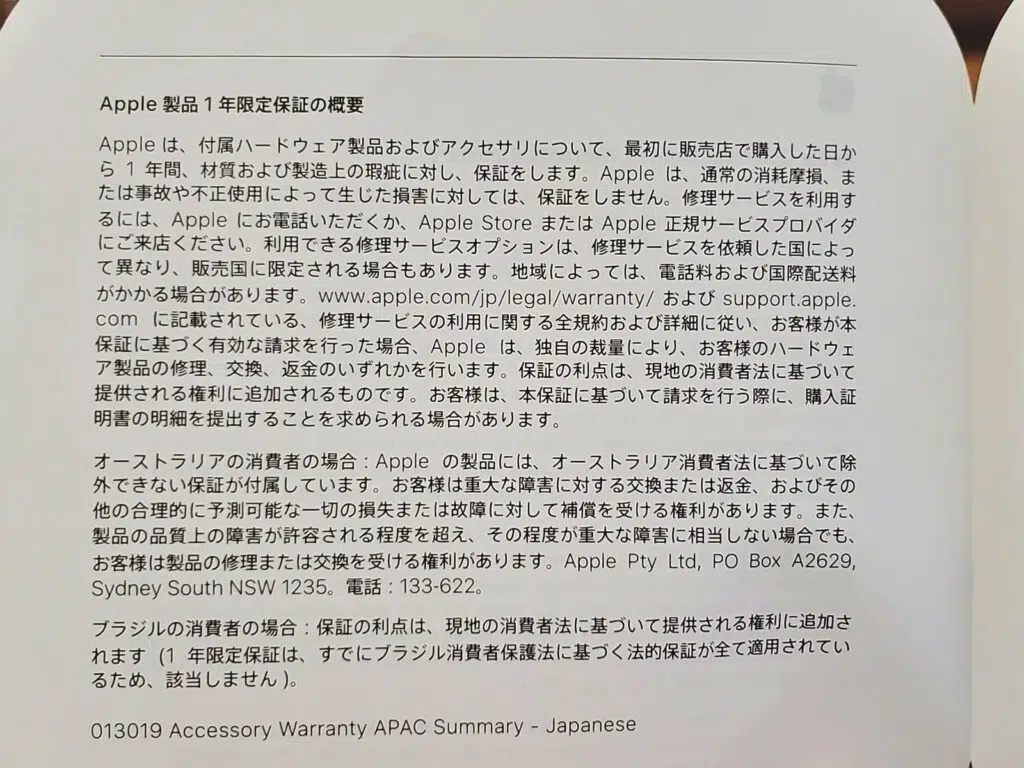 Apple 製品 1 年限定保証の概要
Apple は、付属ハードウェア製品およびアクセサリについて、最初に販売店で購入した日か
ら 1 年間、材質および製造上の瑕疵に対し、保証をします。Apple は、通常の消耗摩損、ま
たは事故や不正使用によって生じた損害に対しては、保証をしません。修理サービスを利用す
るには、Apple にお電話いただくか、Apple Store または Apple 正規サービスプロバイダ
にご来店ください。利用できる修理サービスオプションは、修理サービスを依頼した国によっ
て異なり、販売国に限定される場合もあります。地域によっては、電話料および国際配送料
がかかる場合があります。www.apple.com/jp/legal/warranty/ および support.apple.
com に記載されている、修理サービスの利用に関する全規約および詳細に従い、お客様が本
保証に基づく有効な請求を行った場合、Apple は、独自の裁量により、お客様のハードウェ
ア製品の修理、交換、返金のいずれかを行います。保証の利点は、現地の消費者法に基づいて
提供される権利に追加されるものです。お客様は、本保証に基づいて請求を行う際に、購入証
明書の明細を提出することを求められる場合があります。
オーストラリアの消費者の場合：Apple の製品には、オーストラリア消費者法に基づいて除
外できない保証が付属しています。お客様は重大な障害に対する交換または返金、およびその
他の合理的に予測可能な一切の損失または故障に対して補償を受ける権利があります。また、
製品の品質上の障害が許容される程度を超え、その程度が重大な障害に相当しない場合でも、
お客様は製品の修理または交換を受ける権利があります。Apple Pty Ltd, PO Box A2629,
Sydney South NSW 1235。電話：133-622。
ブラジルの消費者の場合：保証の利点は、現地の消費者法に基づいて提供される権利に追加さ
れます (1 年限定保証は、すでにブラジル消費者保護法に基づく法的保証が全て適用されてい
るため、該当しません)。
013019 Accessory Warranty APAC Summary - Japanese